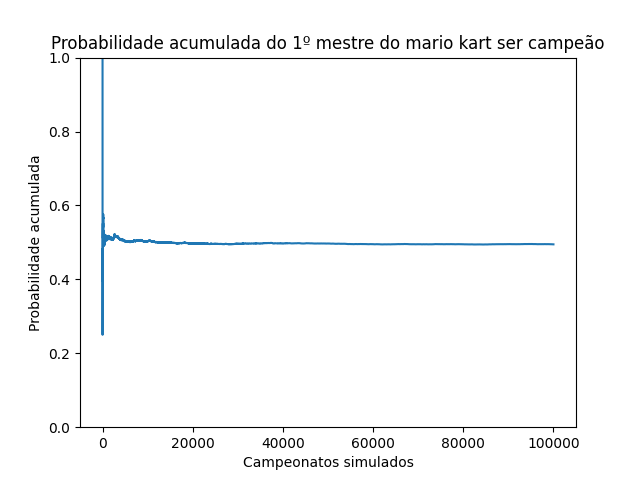 Probabilidade acumulada do 1º mestre do mario kart ser campeão
1.0
0.8
0.6
0.4
0.2
0.0
Probabilidade acumulada
0 20000 40000 60000 80000 100000
Campeonatos simulados